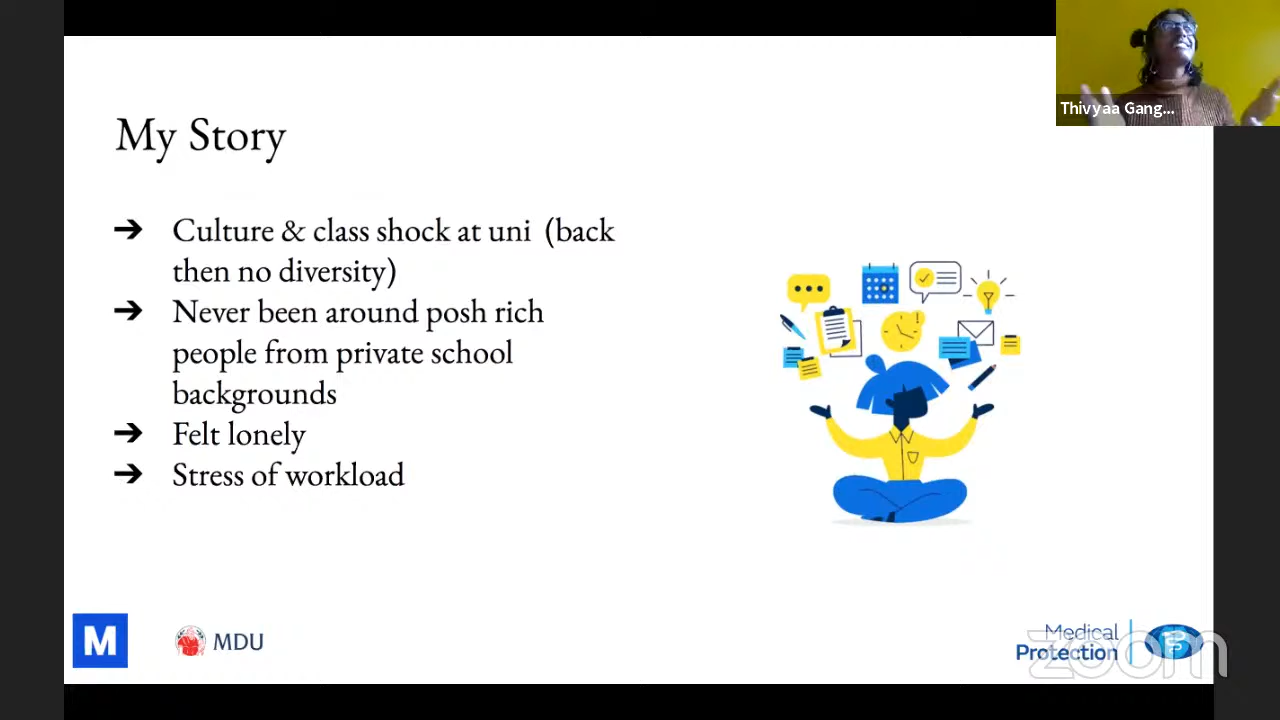 Thivyaa Gang...
My Story
➔ Culture & class shock at uni (back
then no diversity)
➔ Never been around posh rich
people from private school
backgrounds
➔ Felt lonely
➔ Stress of workload
M
MDU
Medical
Protection
zoom